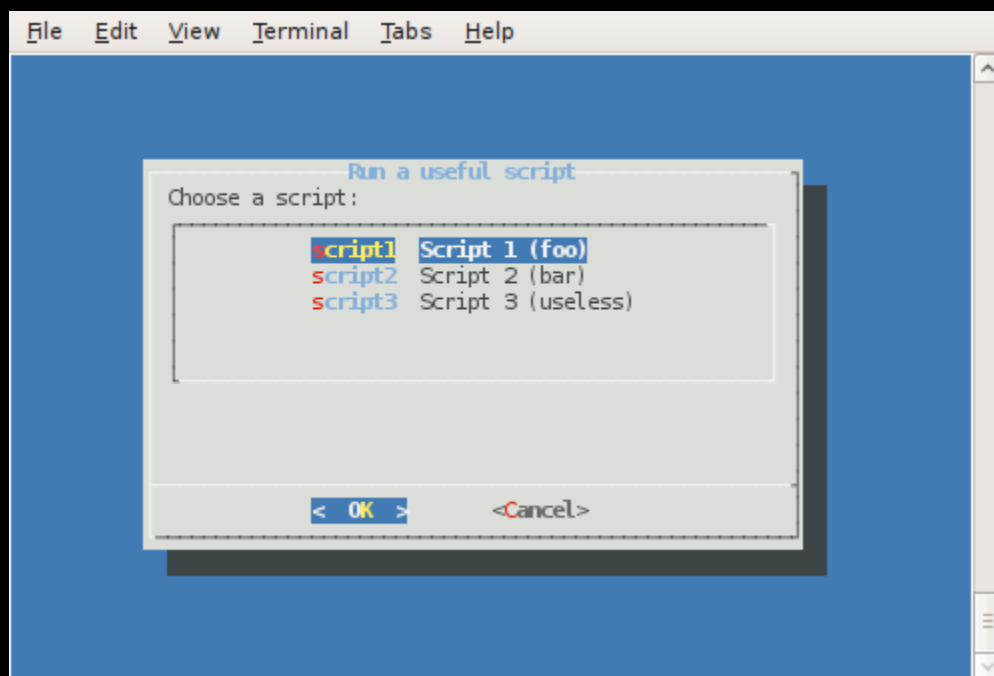 File Edit View Terminal Tabs Help
Run a useful script
Choose a script:
script1 Script 1 (foo)
script2 Script 2 (bar)
script3 Script 3 (useless)
< OK > <Cancel>